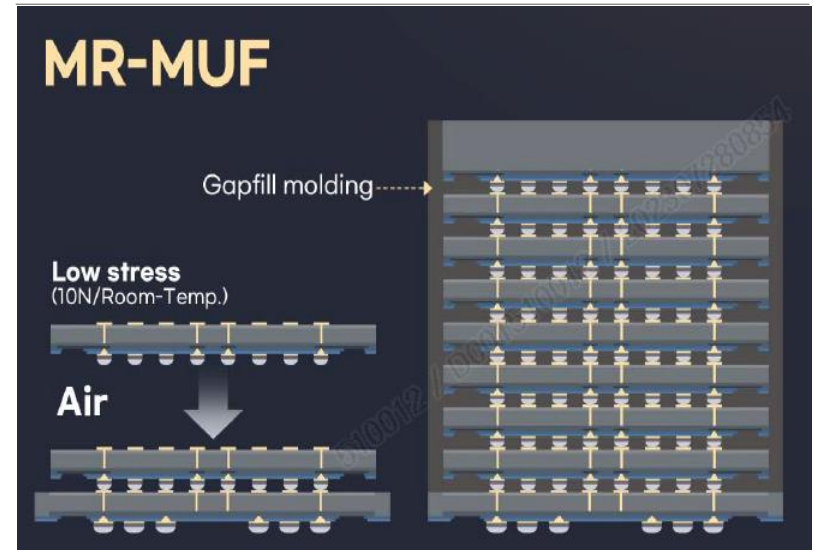 MR-MUF
Gapfill molding
Low stress
(10N/Room-Temp.)
Air